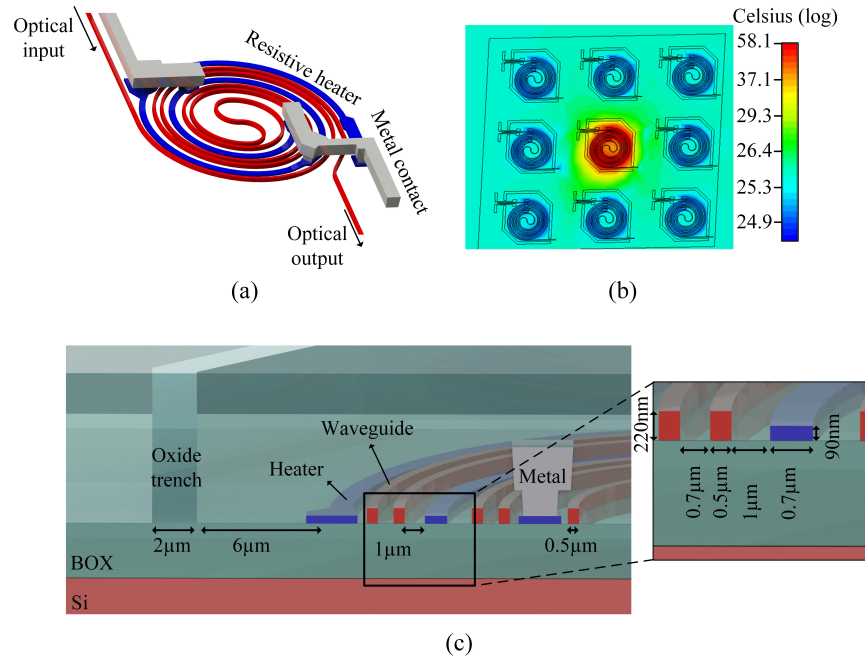 Optical
input
Resistive heater
Metal contact
Optical
output
(a)
Celsius (log)
58.1
37.1
29.3
26.4
25.3
24.9
(b)
Waveguide
Heater
Oxide
trench
Metal
2µm
6µm
1µm
0.5µm
BOX
Si
220nm
90nm
0.7µm
0.5µm
1µm
0.7µm
(c)